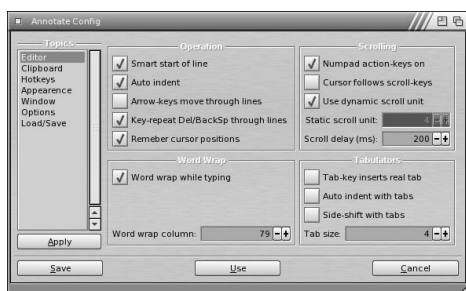 Annotate Config
Topics
Editor
Clipboard
Hotkeys
Appearence
Window
Options
Load/Save
Apply
Operation
Smart start of line
Auto indent
Arrow-keys move through lines
Key-repeat Del/BackSp through lines
Remeber cursor positions
Word Wrap
Word wrap while typing
Word wrap column: 79
Scrolling
Numpad action-keys on
Cursor follows scroll-keys
Use dynamic scroll unit
Static scroll unit: 4
Scroll delay (ms): 200
Tabulators
Tab-key inserts real tab
Auto indent with tabs
Side-shift with tabs
Tab size: 4
Save
Use
Cancel